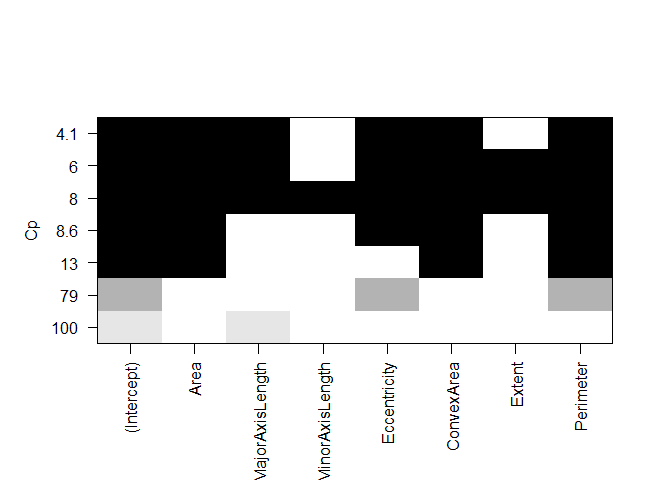 Cp
4.1
6
8
8.6
13
79
100
(Intercept)
Area
MajorAxisLength
MinorAxisLength
Eccentricity
ConvexArea
Extent
Perimeter